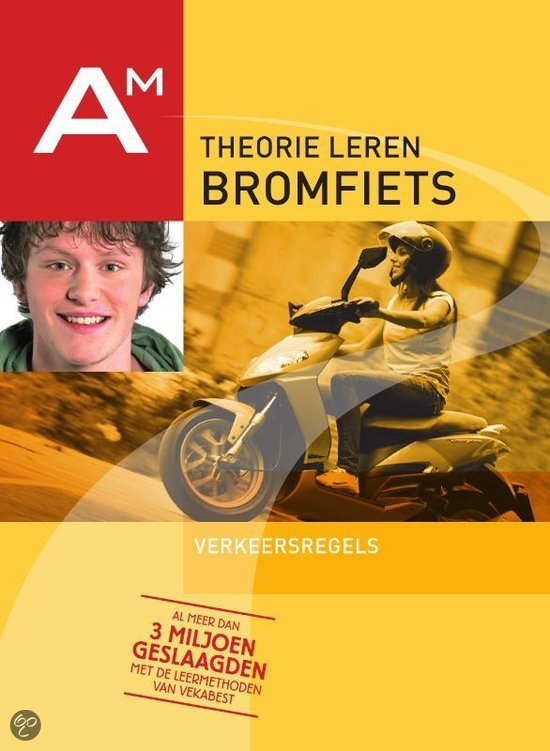 AM
THEORIE LEREN
BROMFIETS
VERKEERSREGELS
AL MEER DAN
3 MILJOEN
GESLAAGDEN
MET DE LEERMETHODEN
VAN VEKABEST